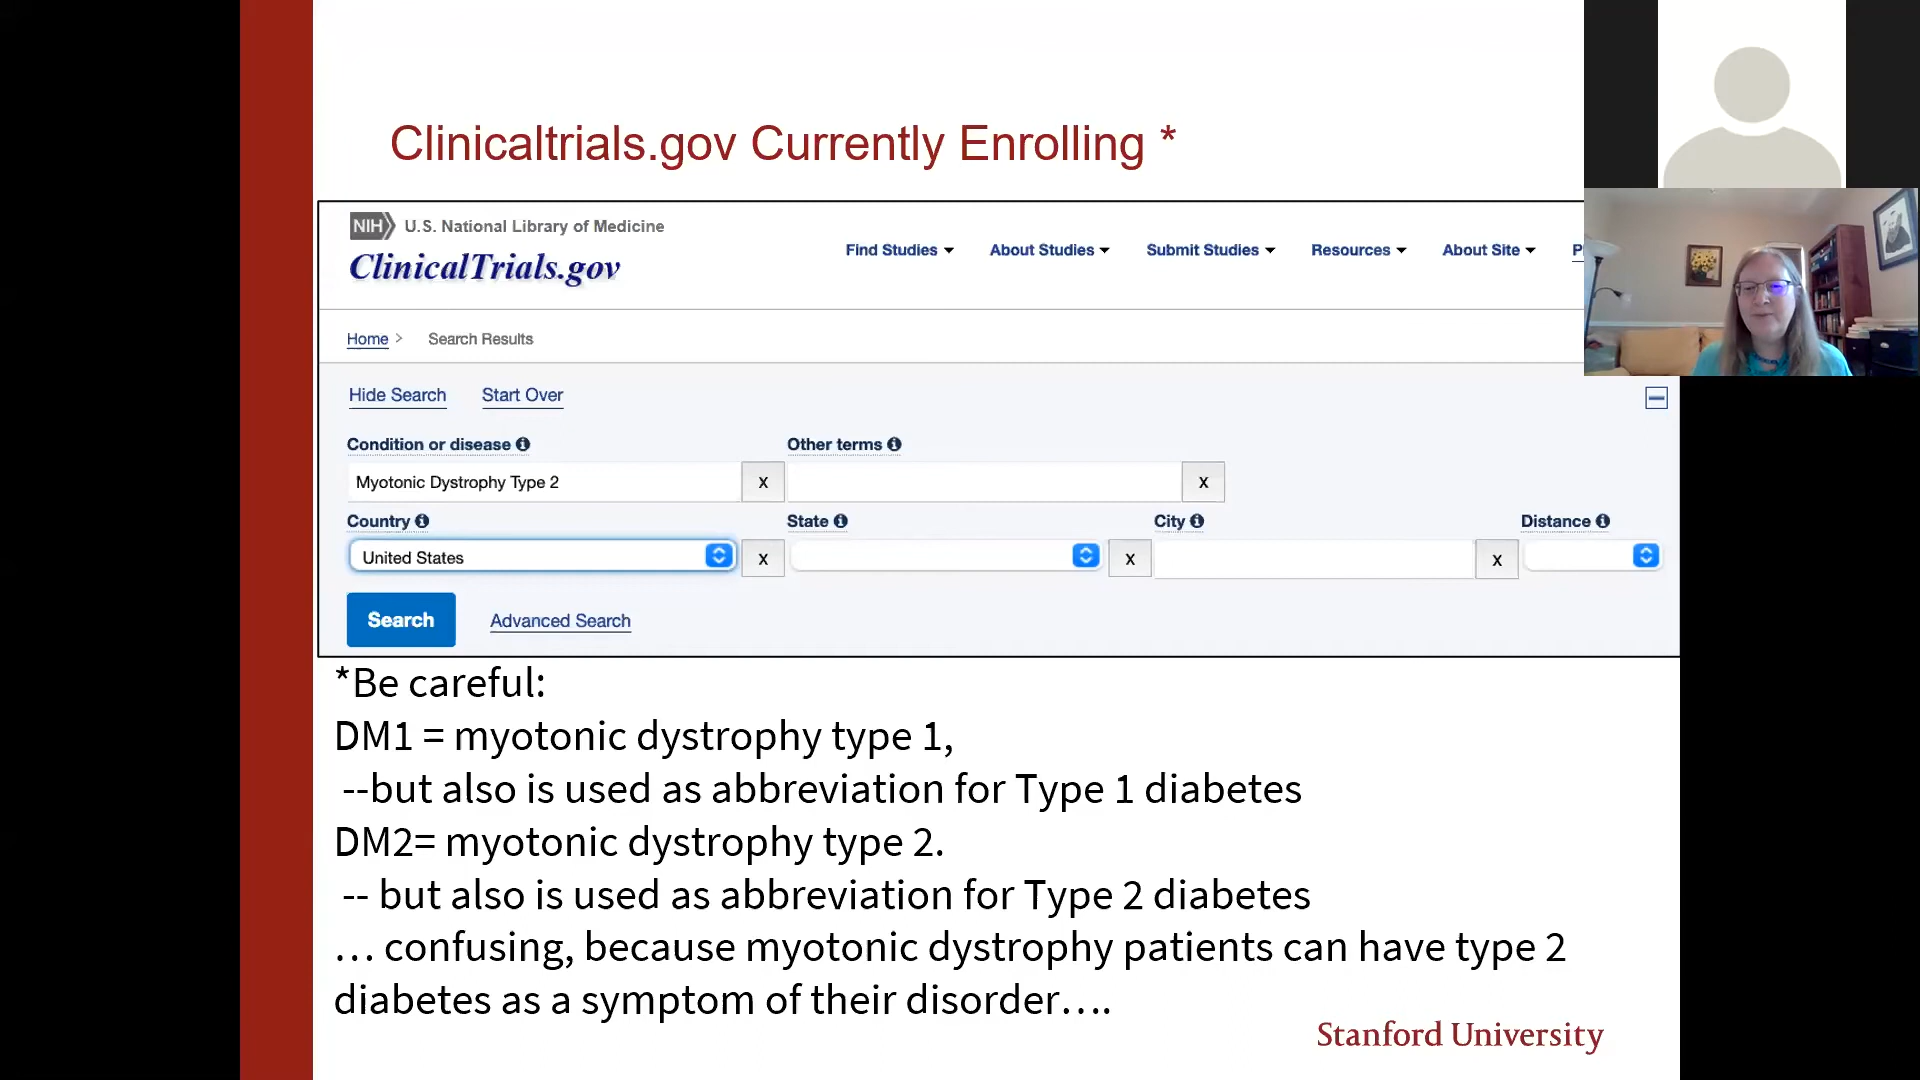 Clinicaltrials.gov Currently Enrolling *
NIH U.S. National Library of Medicine
ClinicalTrials.gov
Find Studies About Studies Submit Studies Resources About Site
Home > Search Results
Hide Search Start Over
Condition or disease Other terms
Myotonic Dystrophy Type 2 x x
Country State City Distance
United States x x x
Search Advanced Search
*Be careful:
DM1 = myotonic dystrophy type 1,
--but also is used as abbreviation for Type 1 diabetes
DM2= myotonic dystrophy type 2.
-- but also is used as abbreviation for Type 2 diabetes
... confusing, because myotonic dystrophy patients can have type 2
diabetes as a symptom of their disorder....
Stanford University